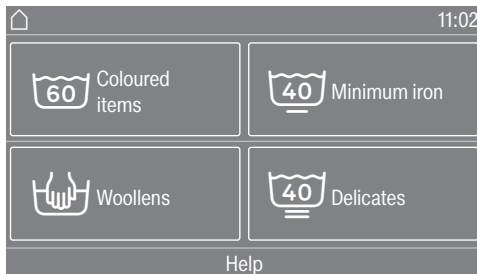 11:02
60 Coloured
items
40 Minimum iron
Woollens
40 Delicates
Help